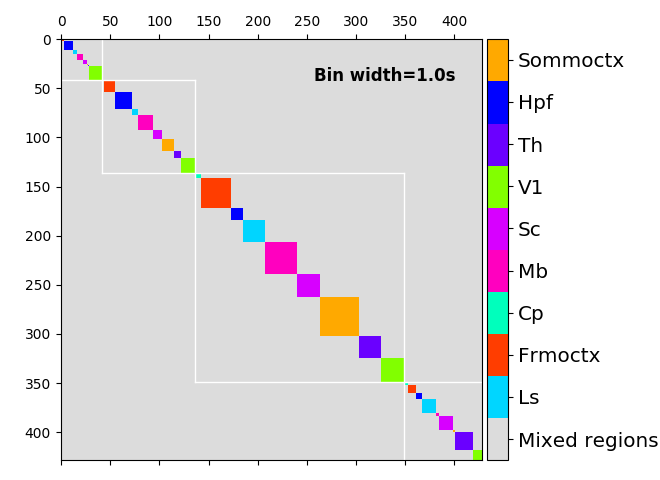 0 50 100 150 200 250 300 350 400
0
50
100
150
200
250
300
350
400
Bin width=1.0s
Sommoctx
Hpf
Th
V1
Sc
Mb
Cp
Frmoctx
Ls
Mixed regions